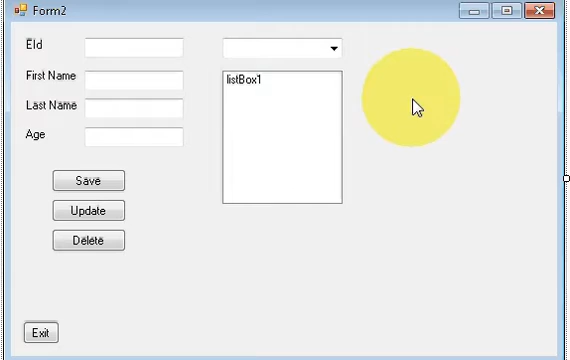 Form2
EId
First Name
listBox1
Last Name
Age
Save
Update
Delete
Exit